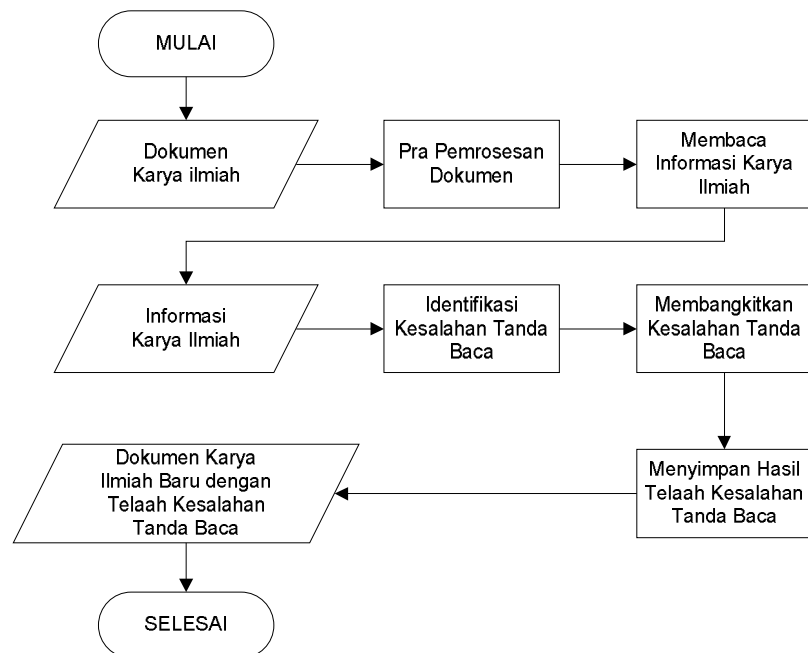 MULAI
Dokumen
Karya ilmiah
Pra Pemrosesan
Dokumen
Membaca
Informasi Karya
Ilmiah
Informasi
Karya Ilmiah
Identifikasi
Kesalahan Tanda
Baca
Membangkitkan
Kesalahan Tanda
Baca
Menyimpan Hasil
Telaah Kesalahan
Tanda Baca
Dokumen Karya
Ilmiah Baru dengan
Telaah Kesalahan
Tanda Baca
SELESAI